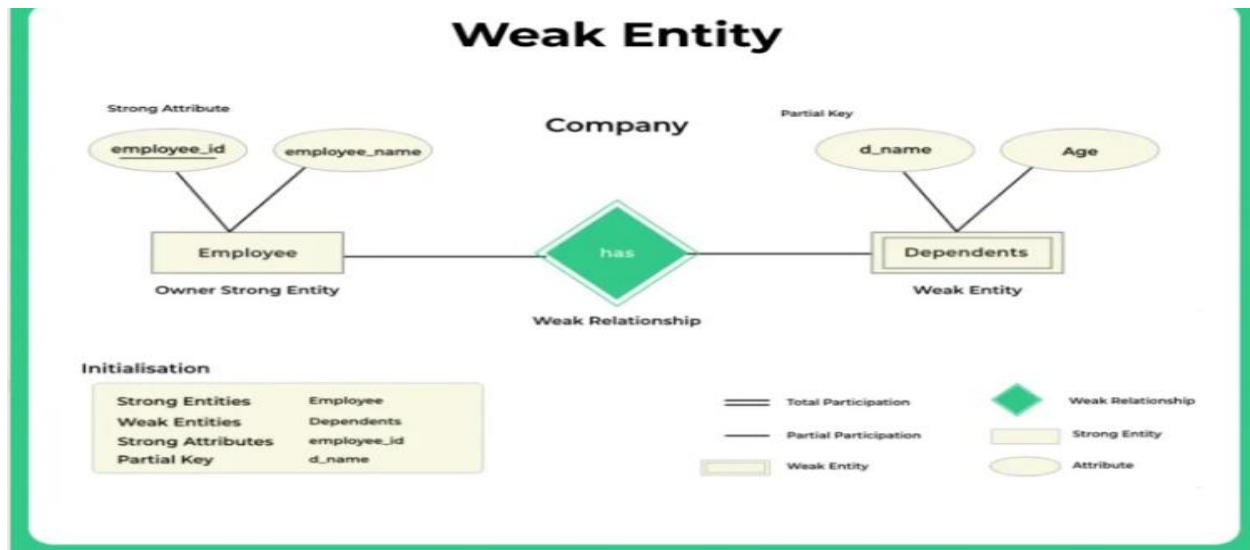 Weak Entity
Strong Attribute
employee_id
employee_name
Company
Partial Key
d_name
Age
Employee
has
Dependents
Owner Strong Entity
Weak Relationship
Weak Entity
Initialisation
Strong Entities Employee
Weak Entities Dependents
Strong Attributes employee_id
Partial Key d_name
Total Participation
Weak Relationship
Partial Participation
Strong Entity
Weak Entity
Attribute